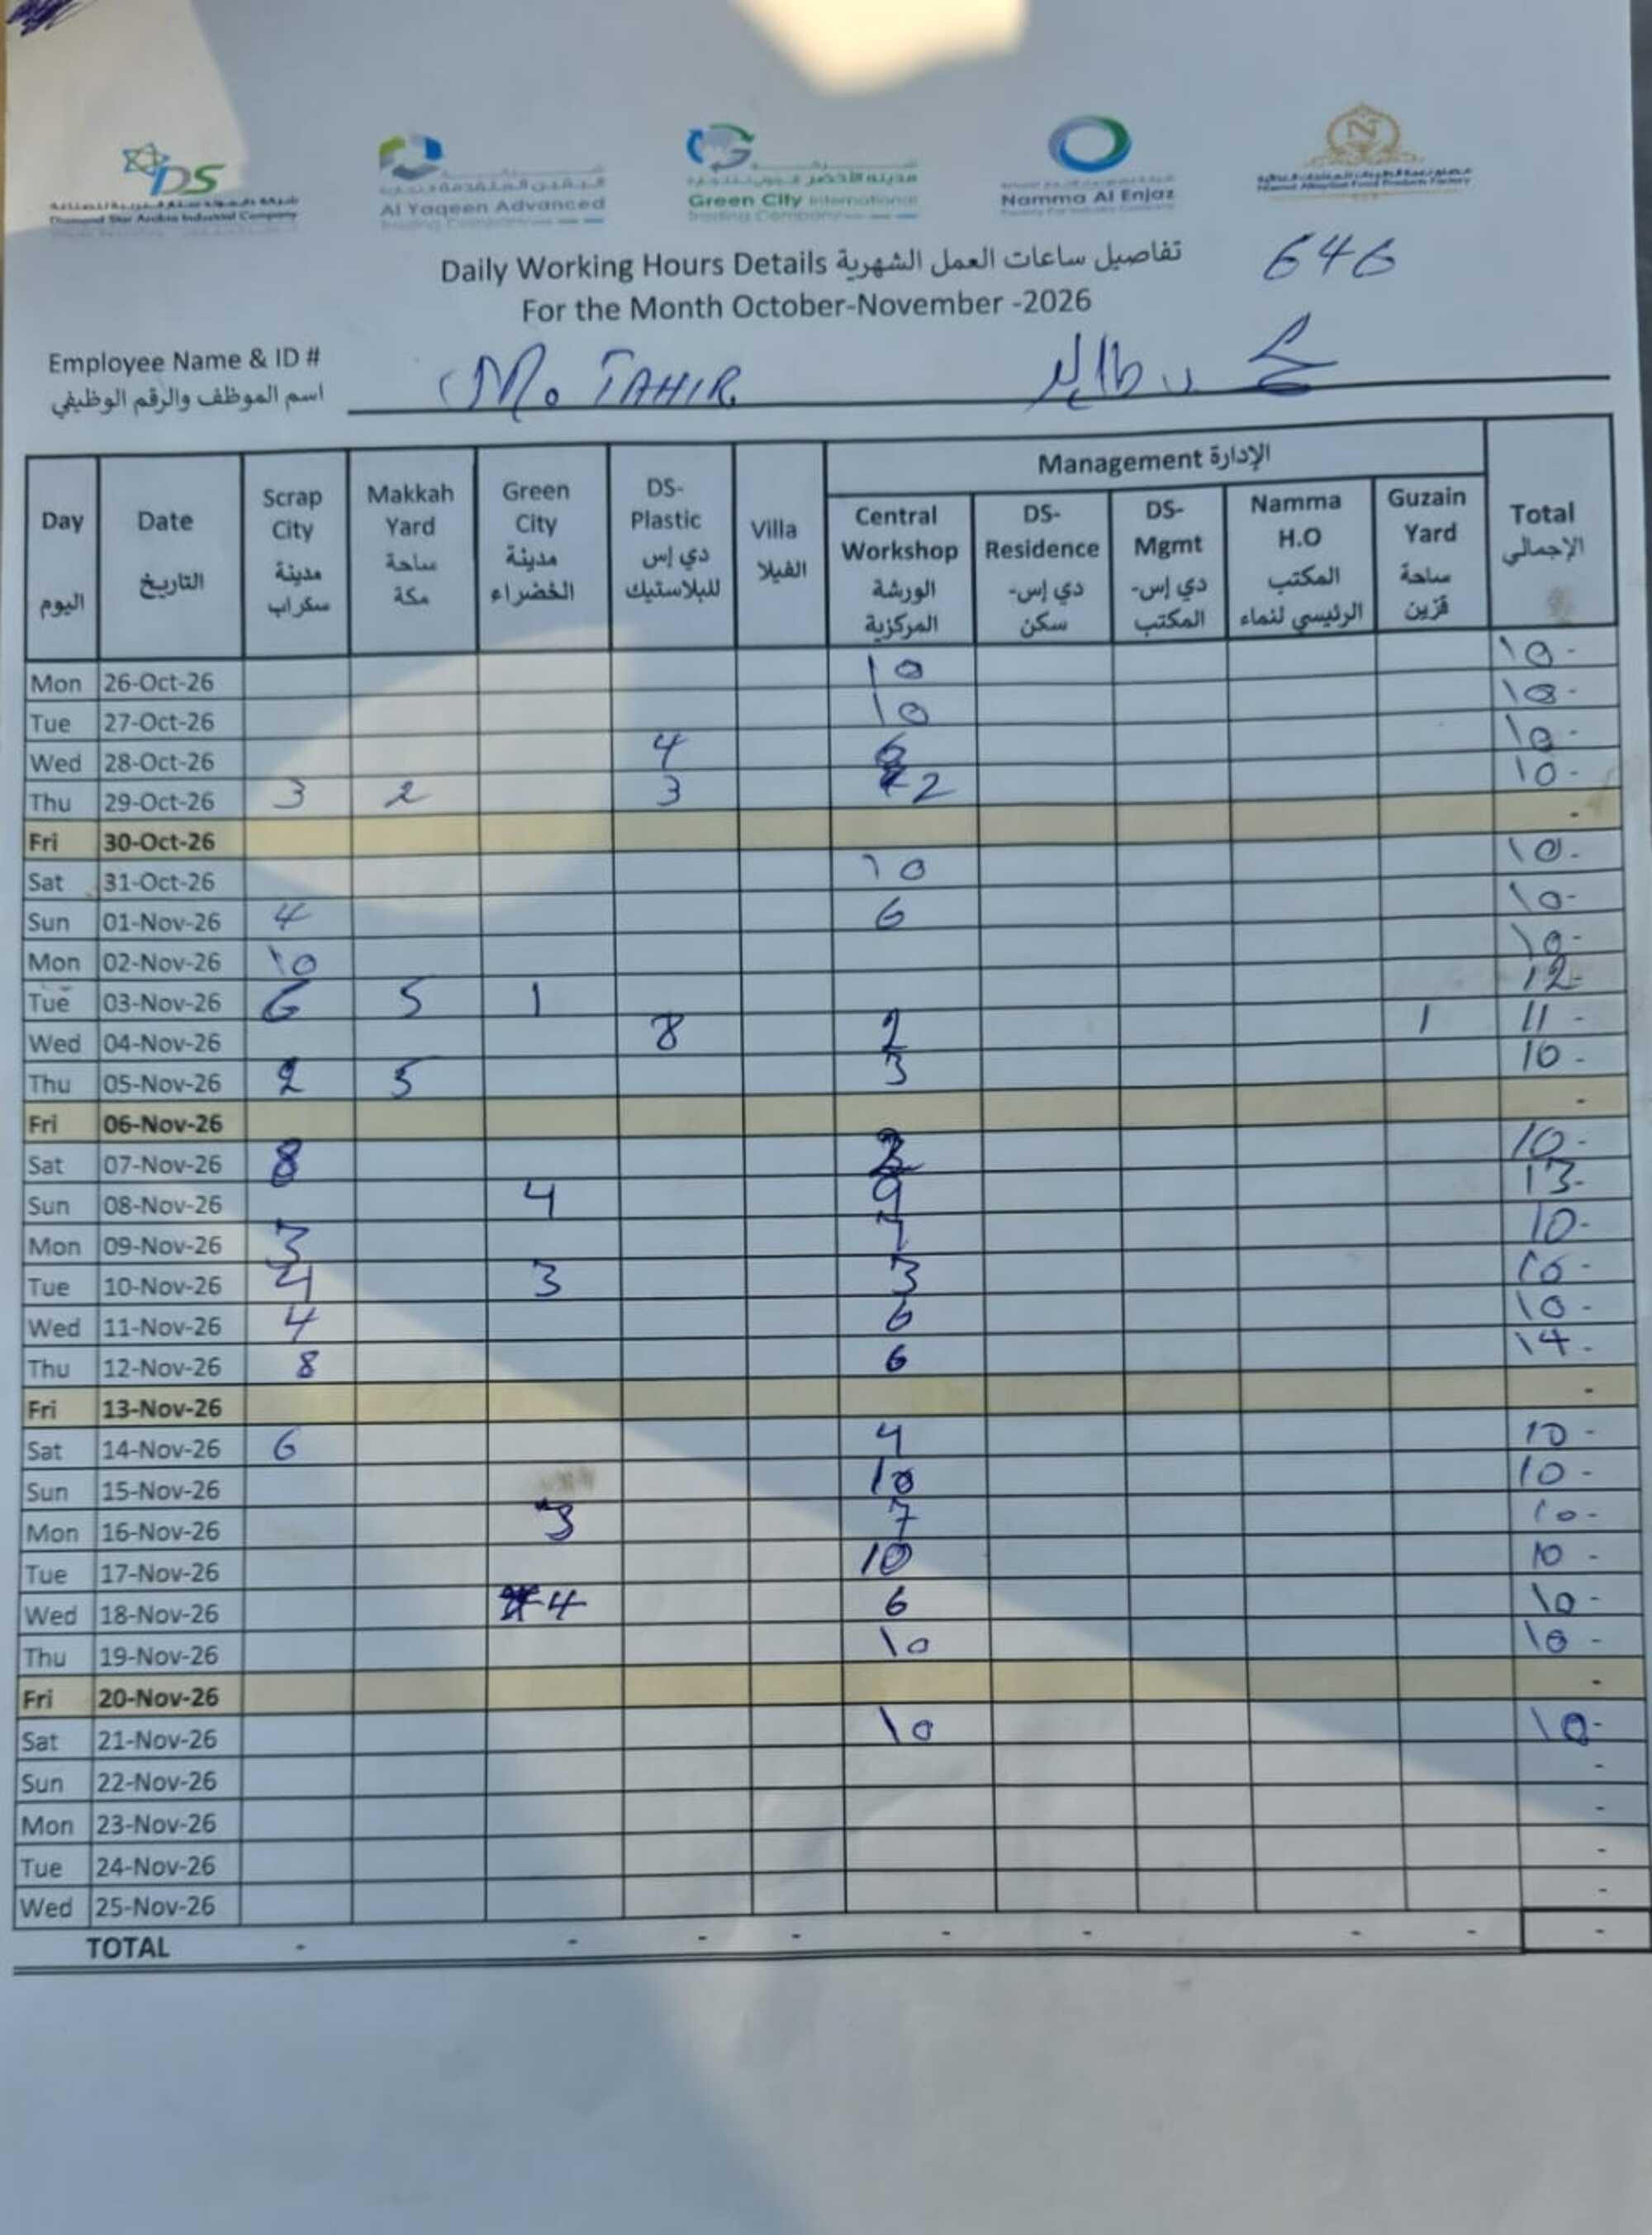 DS
Diamond Star Arabia Industrial Company
Al Yaqeen Advanced
Trading Company
مدينة الأخضر
Green City International
Trading Company
Namma Al Enjaz
N
Daily Working Hours Details تفاصيل ساعات العمل الشهرية 646
For the Month October-November -2026
Employee Name & ID # Mo TAHIR
اسم الموظف والرقم الوظيفي
Management الإدارة
Day اليوم
Date التاريخ
Scrap City مدينة سكراب
Makkah Yard ساحة مكة
Green City مدينة الخضراء
DS-Plastic دي إس للبلاستيك
Villa الفيلا
Central Workshop الورشة المركزية
DS-Residence دي إس- سكن
DS-Mgmt دي إس- المكتب
Namma H.O المكتب الرئيسي لنماء
Guzain Yard ساحة قزين
Total الإجمالي
Mon 26-Oct-26 10 10-
Tue 27-Oct-26 10 10-
Wed 28-Oct-26 4 6 10-
Thu 29-Oct-26 3 2 3 2 10-
Fri 30-Oct-26 -
Sat 31-Oct-26 10 10-
Sun 01-Nov-26 4 6 10-
Mon 02-Nov-26 10 10-
Tue 03-Nov-26 6 5 1 12-
Wed 04-Nov-26 8 2 1 11-
Thu 05-Nov-26 2 5 3 10-
Fri 06-Nov-26 -
Sat 07-Nov-26 8 2 10-
Sun 08-Nov-26 4 9 13-
Mon 09-Nov-26 3 7 10-
Tue 10-Nov-26 4 3 3 10-
Wed 11-Nov-26 4 6 10-
Thu 12-Nov-26 8 6 14-
Fri 13-Nov-26 -
Sat 14-Nov-26 6 4 10-
Sun 15-Nov-26 10 10-
Mon 16-Nov-26 3 7 10-
Tue 17-Nov-26 10 10-
Wed 18-Nov-26 4 6 10-
Thu 19-Nov-26 10 10-
Fri 20-Nov-26 -
Sat 21-Nov-26 10 10-
Sun 22-Nov-26 -
Mon 23-Nov-26 -
Tue 24-Nov-26 -
Wed 25-Nov-26 -
TOTAL - - - - - - - - -